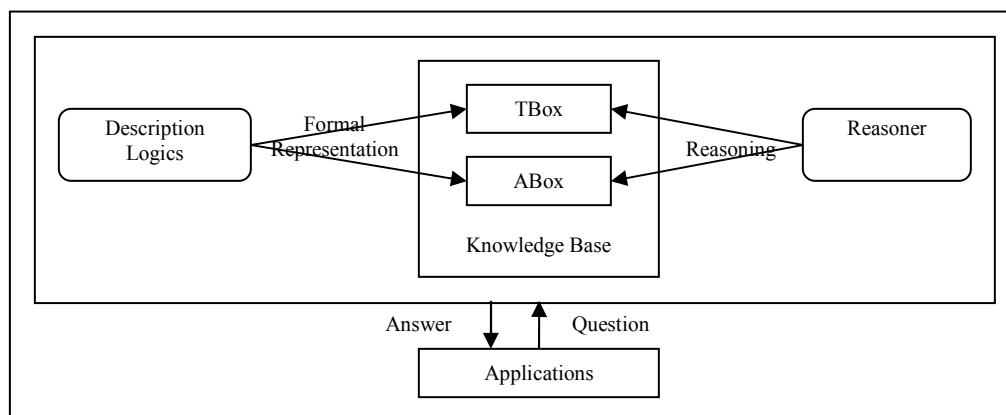 Description
Logics
Formal
Representation
TBox
ABox
Knowledge Base
Reasoning
Reasoner
Answer
Question
Applications